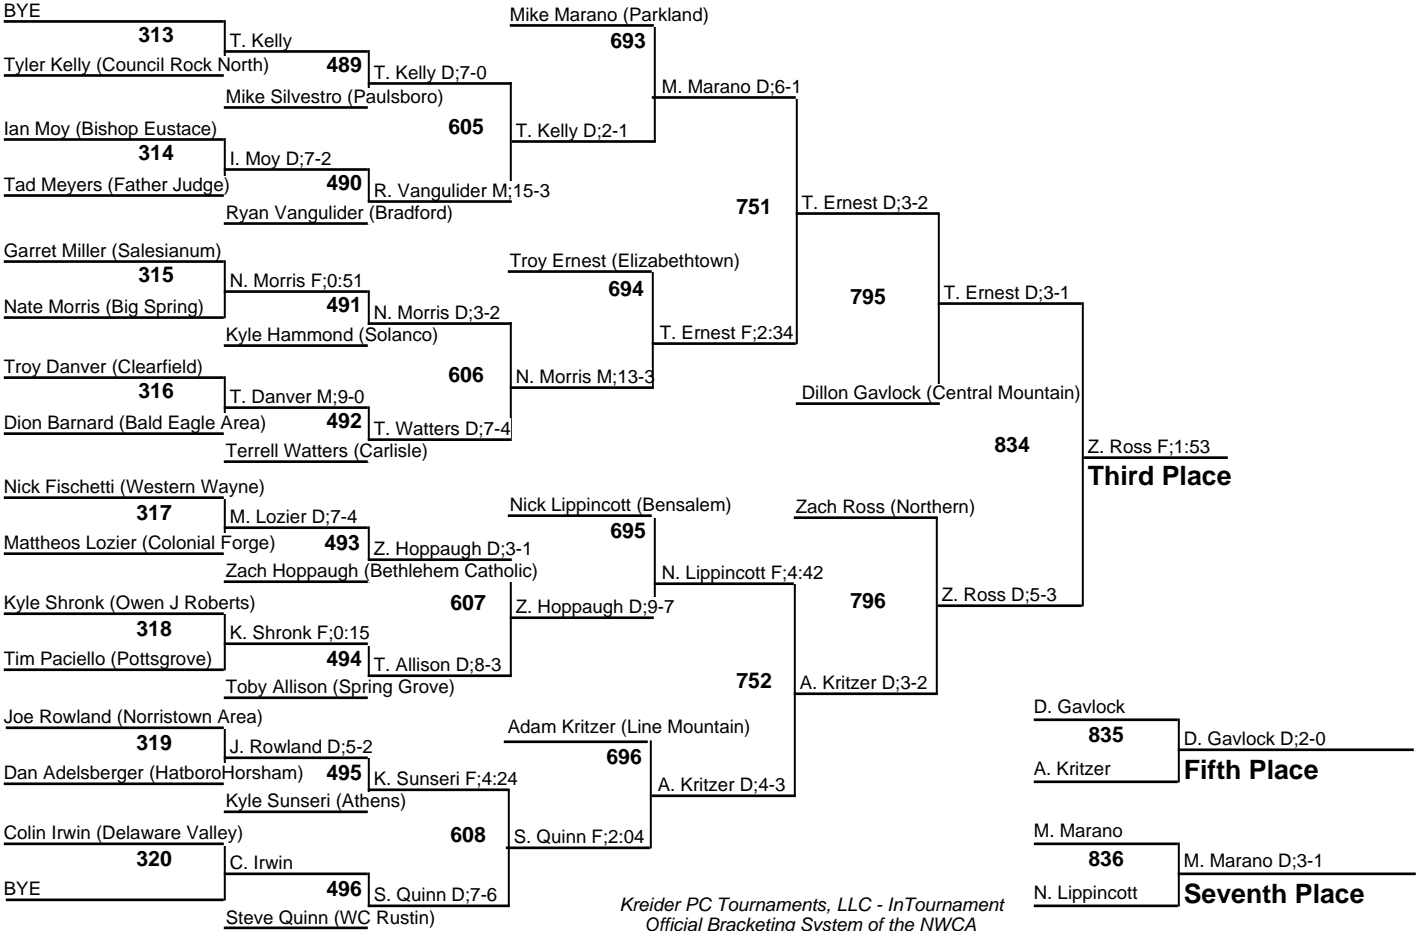 BYE
313
Tyler Kelly (Council Rock North)
T. Kelly
489
Mike Silvestro (Paulsboro)
T. Kelly D;7-0
Ian Moy (Bishop Eustace)
314
Tad Meyers (Father Judge)
I. Moy D;7-2
490
Ryan Vangulider (Bradford)
R. Vangulider M;15-3
605
T. Kelly D;2-1
Mike Marano (Parkland)
693
M. Marano D;6-1
Garret Miller (Salesianum)
315
Nate Morris (Big Spring)
N. Morris F;0:51
491
Kyle Hammond (Solanco)
N. Morris D;3-2
Troy Danver (Clearfield)
316
Dion Barnard (Bald Eagle Area)
T. Danver M;9-0
492
Terrell Watters (Carlisle)
T. Watters D;7-4
606
N. Morris M;13-3
Troy Ernest (Elizabethtown)
694
T. Ernest F;2:34
751
T. Ernest D;3-2
795
Dillon Gavlock (Central Mountain)
T. Ernest D;3-1
Nick Fischetti (Western Wayne)
317
Mattheos Lozier (Colonial Forge)
M. Lozier D;7-4
493
Zach Hoppaugh (Bethlehem Catholic)
Z. Hoppaugh D;3-1
Kyle Shronk (Owen J Roberts)
318
Tim Paciello (Pottsgrove)
K. Shronk F;0:15
494
Toby Allison (Spring Grove)
T. Allison D;8-3
607
Z. Hoppaugh D;9-7
Nick Lippincott (Bensalem)
695
N. Lippincott F;4:42
Joe Rowland (Norristown Area)
319
Dan Adelsberger (HatboroHorsham)
J. Rowland D;5-2
495
Kyle Sunseri (Athens)
K. Sunseri F;4:24
Colin Irwin (Delaware Valley)
320
BYE
C. Irwin
496
Steve Quinn (WC Rustin)
S. Quinn D;7-6
608
S. Quinn F;2:04
Adam Kritzer (Line Mountain)
696
A. Kritzer D;4-3
752
A. Kritzer D;3-2
Zach Ross (Northern)
796
Z. Ross D;5-3
834
Z. Ross F;1:53
Third Place
D. Gavlock
835
A. Kritzer
D. Gavlock D;2-0
Fifth Place
M. Marano
836
N. Lippincott
M. Marano D;3-1
Seventh Place
Kreider PC Tournaments, LLC - InTournament
Official Bracketing System of the NWCA